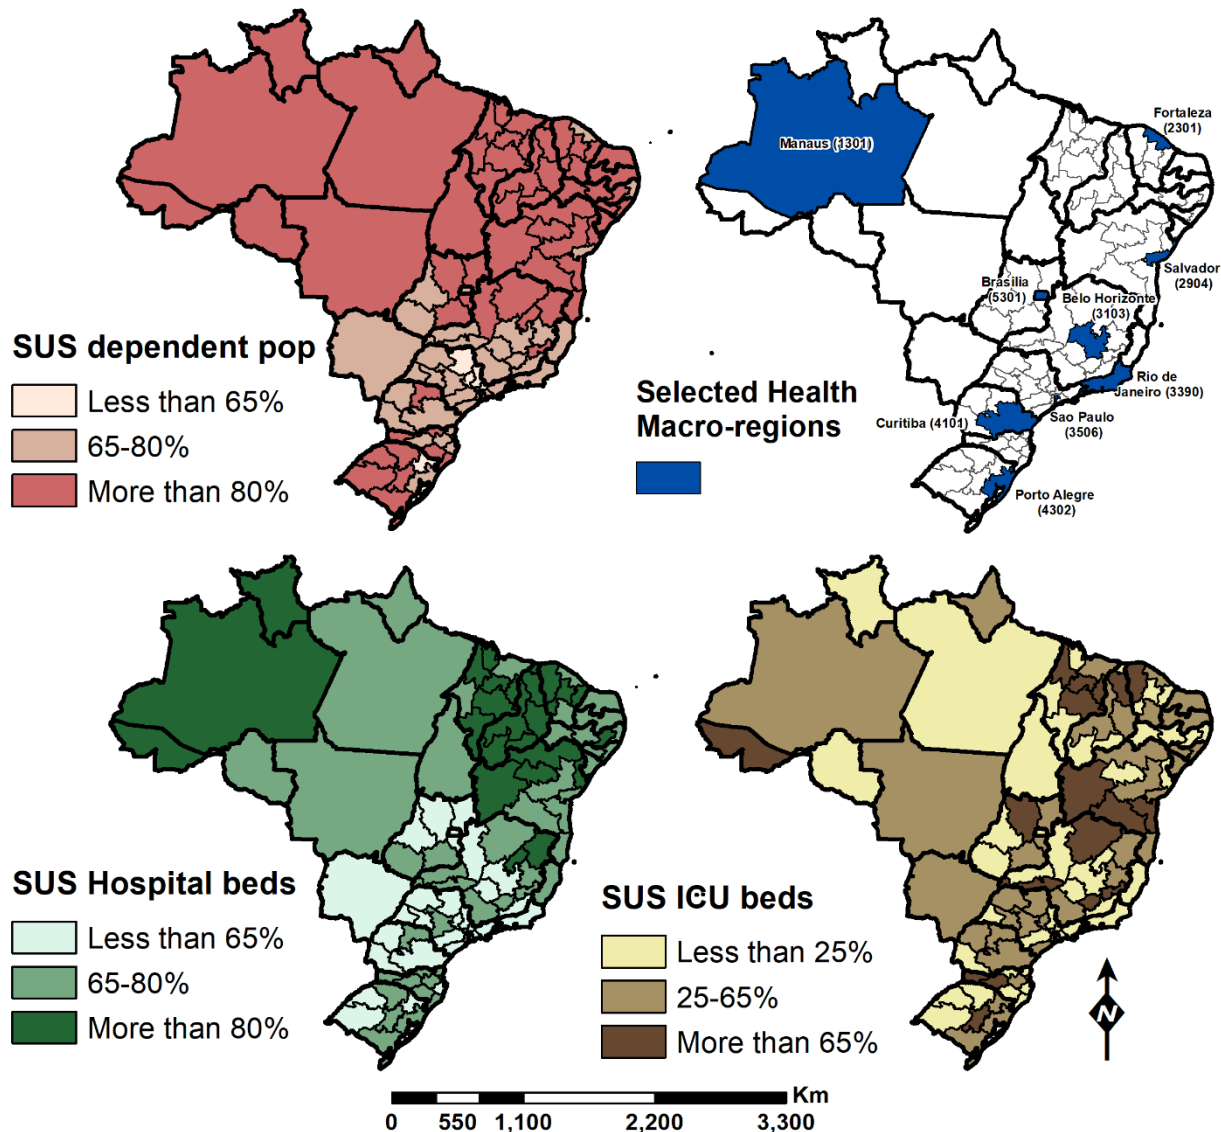 SUS dependent pop
Less than 65%
65-80%
More than 80%
Manaus (1301)
Fortaleza
(2301)
Salvador
(2904)
Brasilia
(5301)
Belo Horizonte
(3103)
Rio de
Janeiro (3390)
Sao Paulo
(3506)
Curitiba (4101)
Porto Alegre
(4302)
Selected Health
Macro-regions
SUS Hospital beds
Less than 65%
65-80%
More than 80%
SUS ICU beds
Less than 25%
25-65%
More than 65%
N
Km
0 550 1,100 2,200 3,300